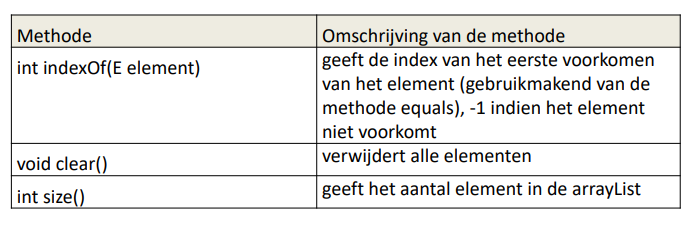 Methode Omschrijving van de methode
int indexOf(E element) geeft de index van het eerste voorkomen
van het element (gebruikmakend van de
methode equals), -1 indien het element
niet voorkomt
void clear() verwijdert alle elementen
int size() geeft het aantal element in de arrayList